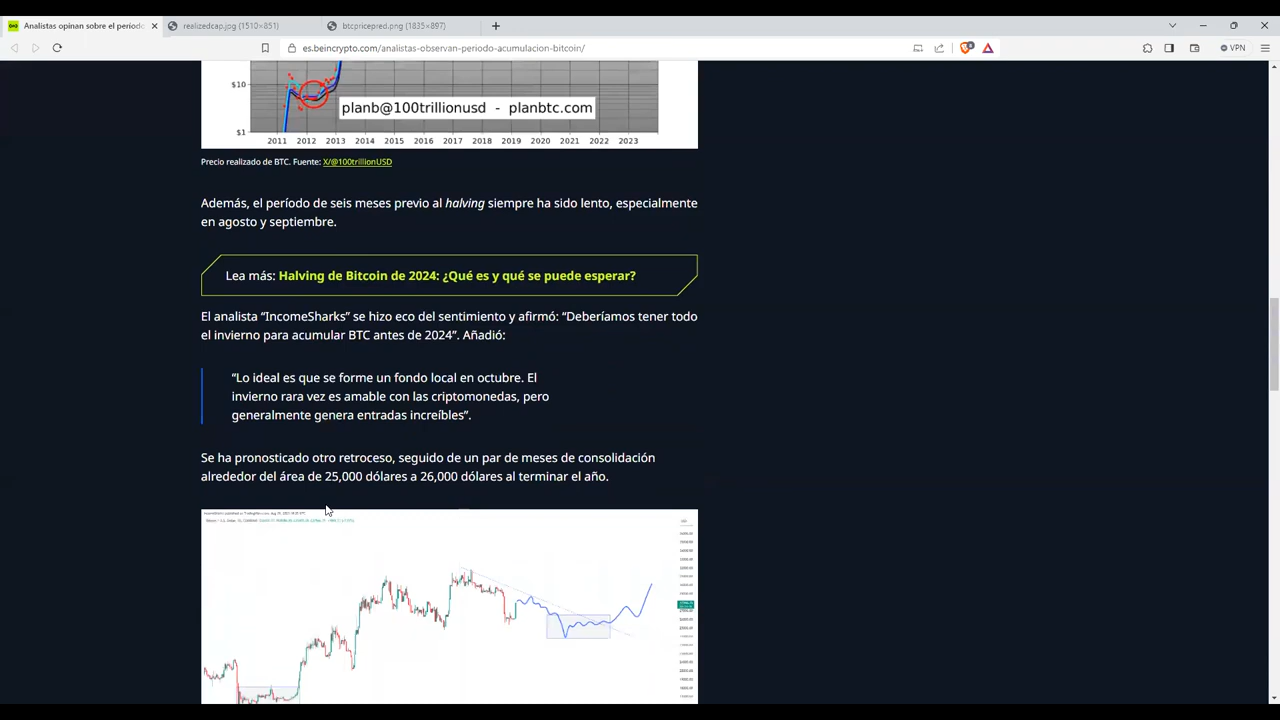 Analistas opinan sobre el períod
realizedcap.jpg (1510×851)
btcpricepred.png (1835×897)
es.beincrypto.com/analistas-observan-periodo-acumulacion-bitcoin/
VPN
$10
$1
planb@100trillionusd - planbtc.com
2011 2012 2013 2014 2015 2016 2017 2018 2019 2020 2021 2022 2023
Precio realizado de BTC. Fuente: X/@100trillionUSD
Además, el período de seis meses previo al halving siempre ha sido lento, especialmente
en agosto y septiembre.
Lea más: Halving de Bitcoin de 2024: ¿Qué es y qué se puede esperar?
El analista “IncomeSharks” se hizo eco del sentimiento y afirmó: “Deberíamos tener todo
el invierno para acumular BTC antes de 2024”. Añadió:
“Lo ideal es que se forme un fondo local en octubre. El
invierno rara vez es amable con las criptomonedas, pero
generalmente genera entradas increíbles”.
Se ha pronosticado otro retroceso, seguido de un par de meses de consolidación
alrededor del área de 25,000 dólares a 26,000 dólares al terminar el año.